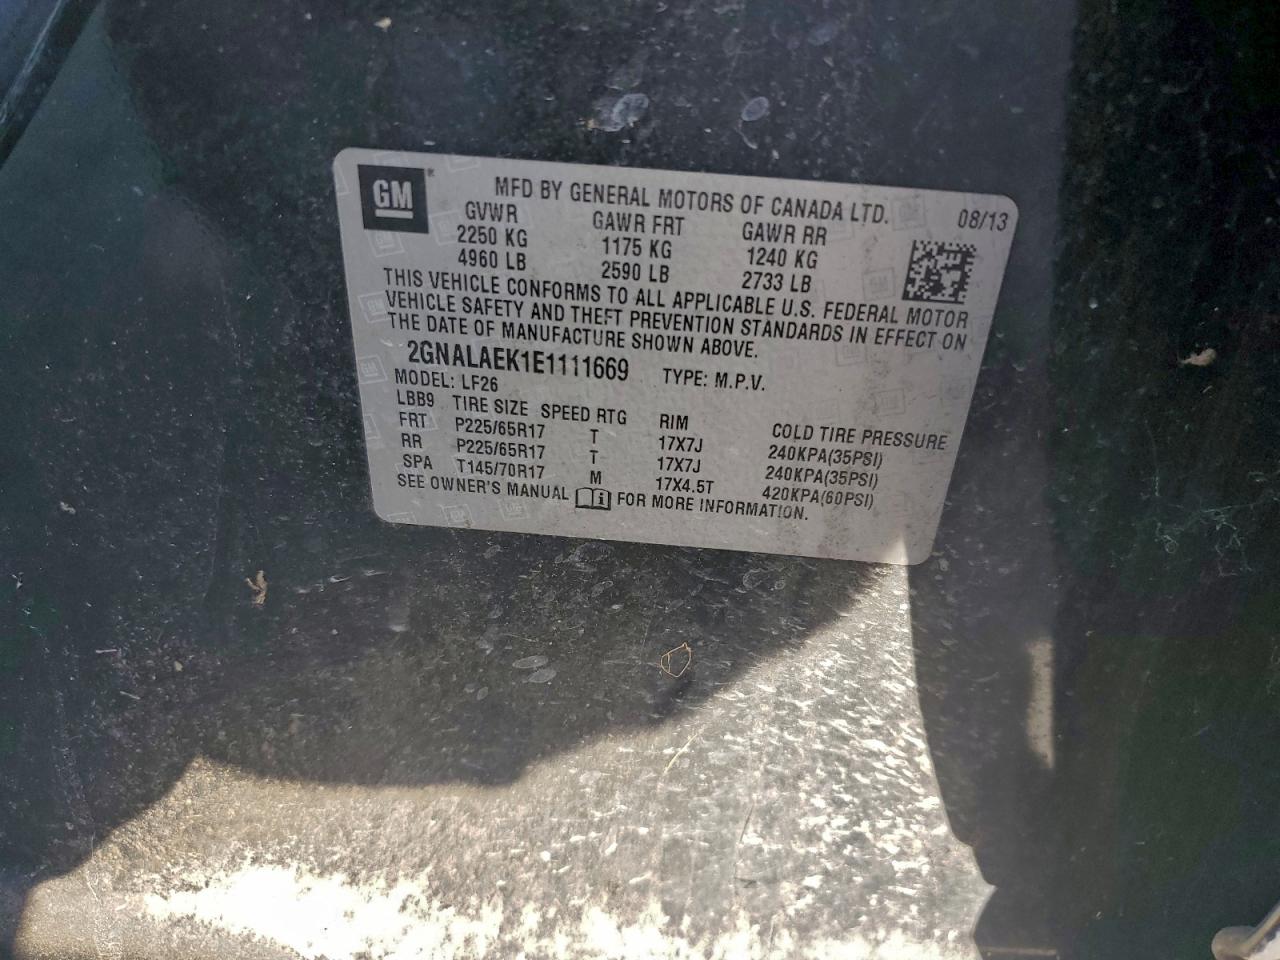 GM
MFD BY GENERAL MOTORS OF CANADA LTD. 08/13
GVWR GAWR FRT GAWR RR
2250 KG 1175 KG 1240 KG
4960 LB 2590 LB 2733 LB
THIS VEHICLE CONFORMS TO ALL APPLICABLE U.S. FEDERAL MOTOR
VEHICLE SAFETY AND THEFT PREVENTION STANDARDS IN EFFECT ON
THE DATE OF MANUFACTURE SHOWN ABOVE.
2GNALAEK1E1111669 TYPE: M.P.V.
MODEL: LF26
LBB9 TIRE SIZE SPEED RTG RIM COLD TIRE PRESSURE
FRT P225/65R17 T 17X7J 240KPA(35PSI)
RR P225/65R17 T 17X7J 240KPA(35PSI)
SPA T145/70R17 M 17X4.5T 420KPA(60PSI)
SEE OWNER'S MANUAL FOR MORE INFORMATION.